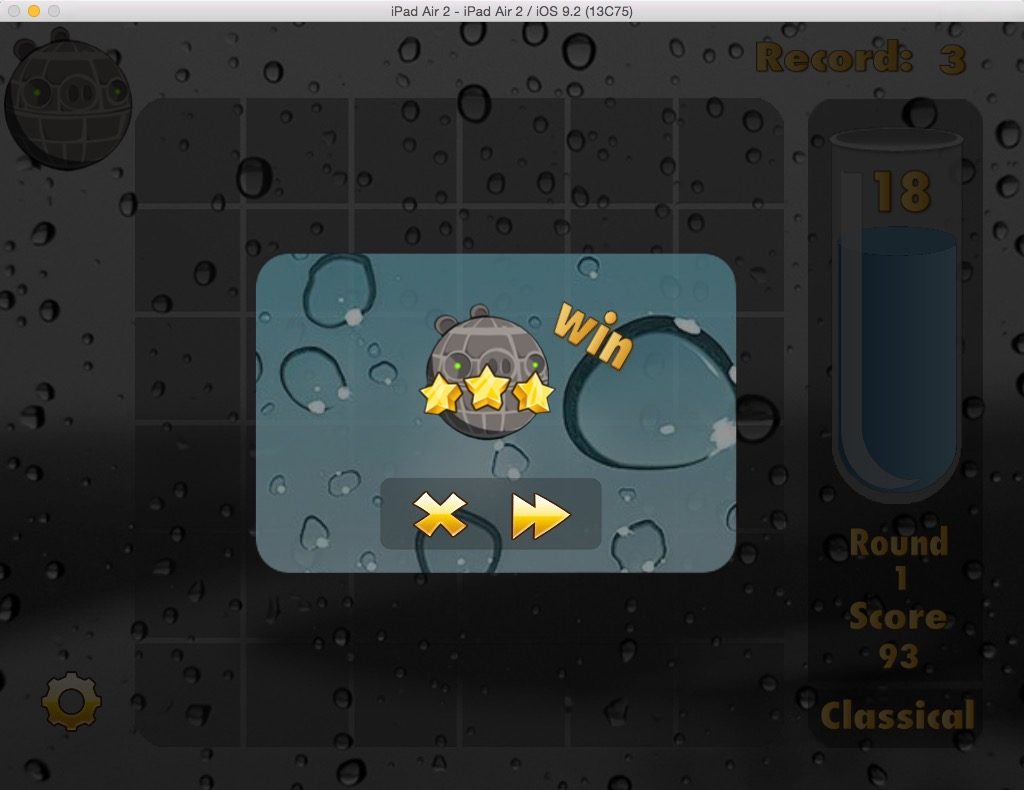 iPad Air 2 - iPad Air 2 / iOS 9.2 (13C75)
Record: 3
18
win
Round
1
Score
93
Classical